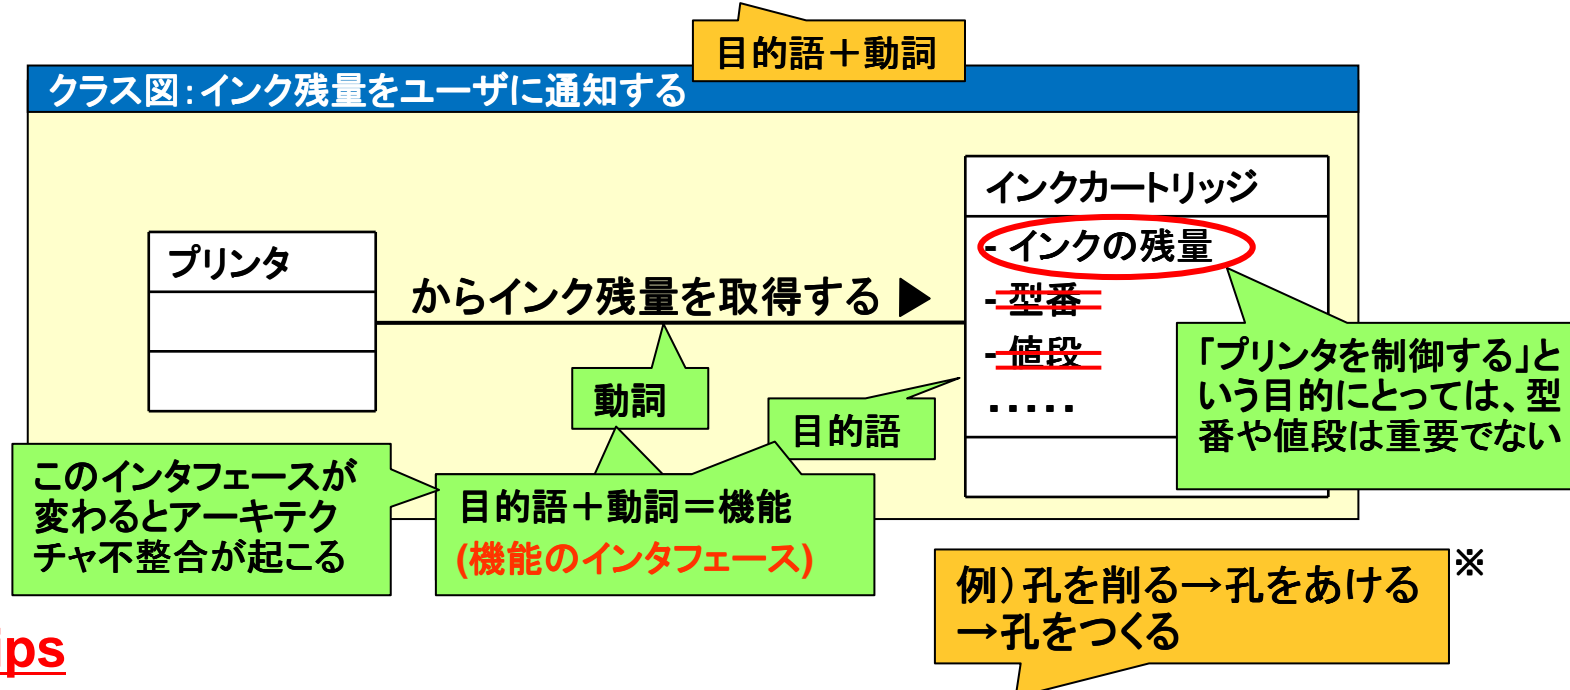 目的語＋動詞
クラス図：インク残量をユーザに通知する
プリンタ
からインク残量を取得する ▶
インクカートリッジ
- インクの残量
- 型番
- 値段
・・・・・
動詞
目的語
「プリンタを制御する」と
いう目的にとっては、型
番や値段は重要でない
このインタフェースが
変わるとアーキテク
チャ不整合が起こる
目的語＋動詞＝機能
(機能のインタフェース)
例）孔を削る→孔をあける
→孔をつくる
※
ips